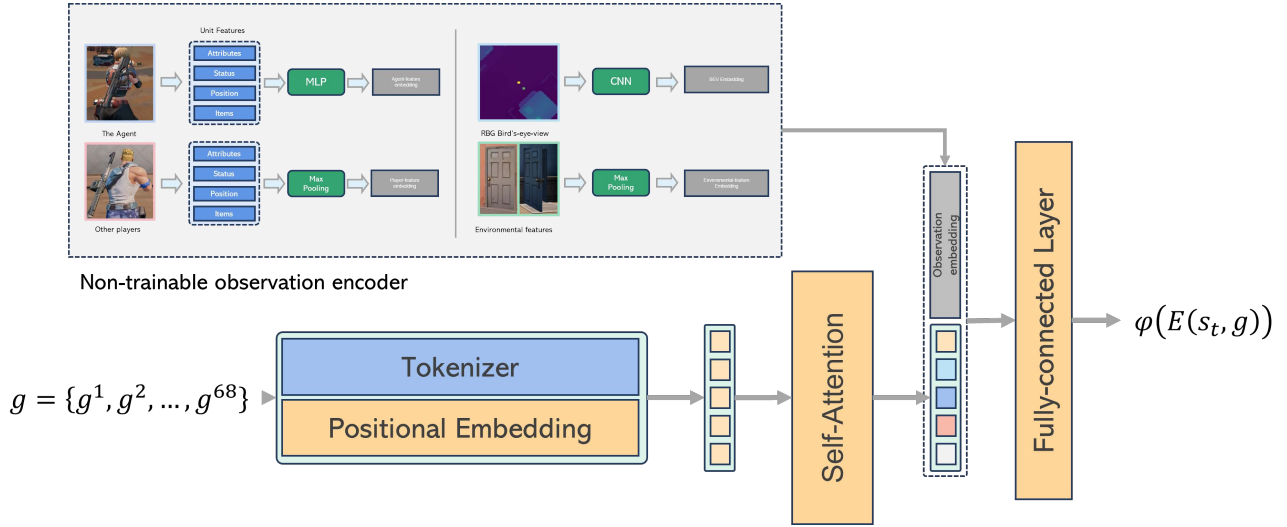 Unit Features
Attributes
Status
Position
Items
MLP
Agent-feature
embedding
The Agent
Attributes
Status
Position
Items
Max
Pooling
Player-feature
embedding
Other players
CNN
BEV Embedding
RBG Bird's-eye-view
Max
Pooling
Environmental-feature
Embedding
Environmental features
Non-trainable observation encoder
g = {g¹, g², …, g⁶⁸}
Tokenizer
Positional Embedding
Self-Attention
Observation
embedding
Fully-connected Layer
φ(E(sₜ, g))